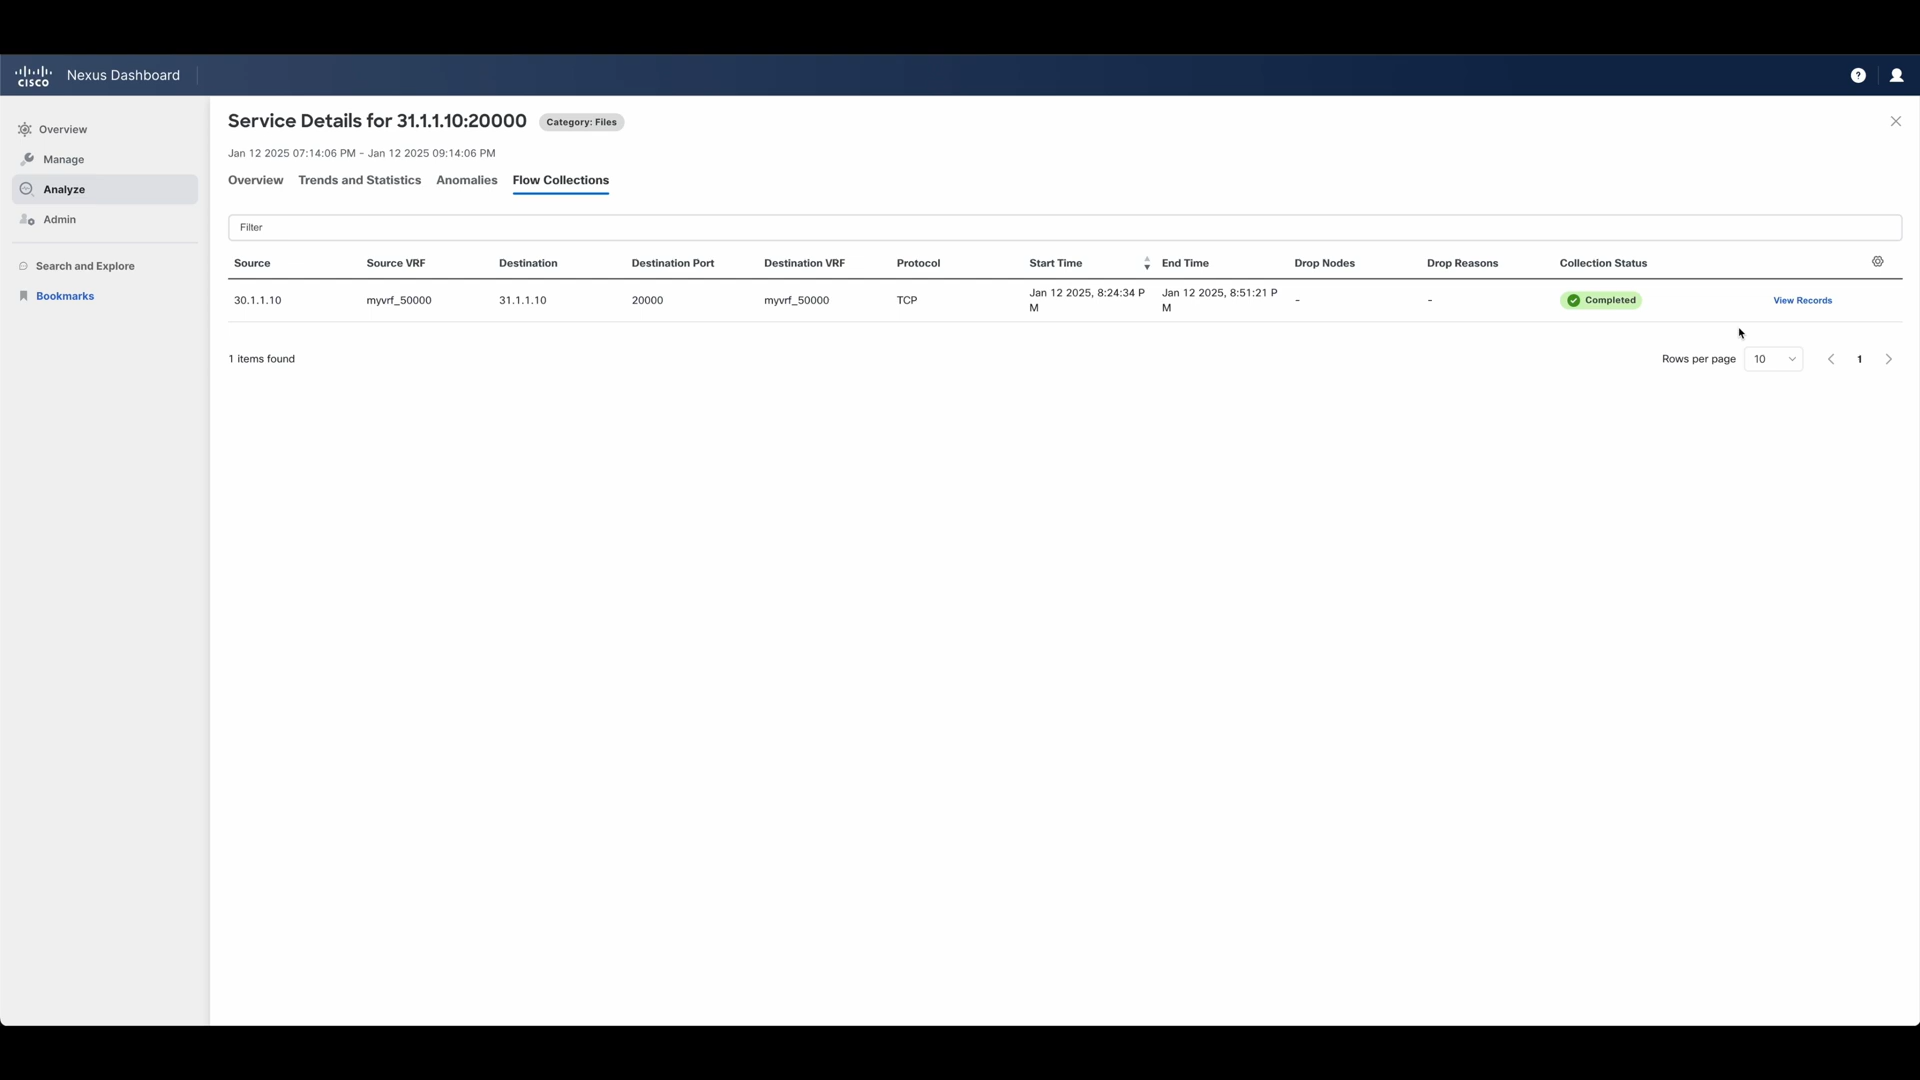 cisco Nexus Dashboard
Overview
Manage
Analyze
Admin
Search and Explore
Bookmarks
Service Details for 31.1.1.10:20000 Category: Files
Jan 12 2025 07:14:06 PM - Jan 12 2025 09:14:06 PM
Overview Trends and Statistics Anomalies Flow Collections
Filter
Source Source VRF Destination Destination Port Destination VRF Protocol Start Time End Time Drop Nodes Drop Reasons Collection Status
30.1.1.10 myvrf_50000 31.1.1.10 20000 myvrf_50000 TCP Jan 12 2025, 8:24:34 P Jan 12 2025, 8:51:21 P - - Completed View Records
M M
1 items found Rows per page 10 1